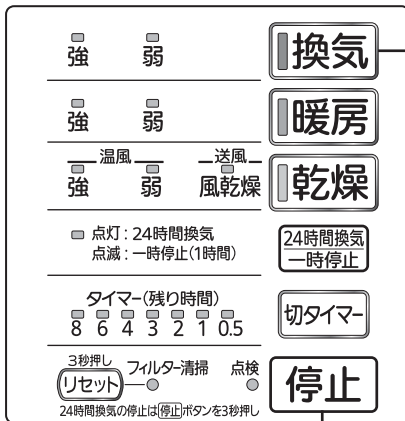 強 弱 換気
強 弱 暖房
温風 送風
強 弱 風乾燥 乾燥
点灯:24時間換気
点滅:一時停止(1時間)
24時間換気
一時停止
タイマー(残り時間)
8 6 4 3 2 1 0.5
切タイマー
3秒押し
リセット フィルター清掃 点検
停止
24時間換気の停止は停止ボタンを3秒押し